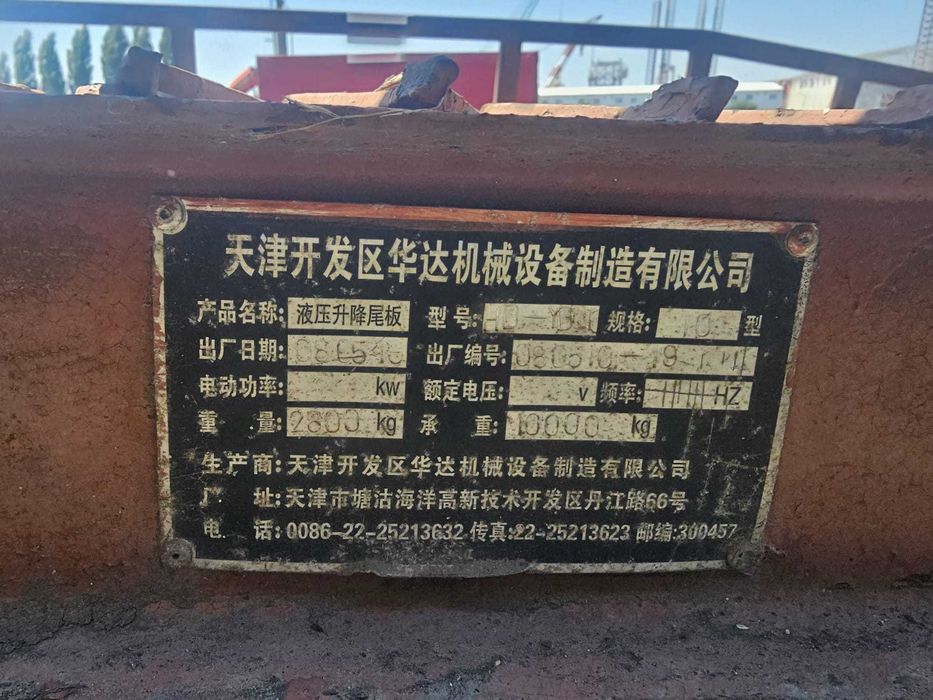 天津开发区华达机械设备制造有限公司
产品名称: 液压升降尾板 型号: 规格: 型
出厂日期: 出厂编号:
电动功率: kw 额定电压: v 频率: HZ
重 量: 2800 kg 承 重: 10000 kg
生产商: 天津开发区华达机械设备制造有限公司
厂 址: 天津市塘沽海洋高新技术开发区丹江路66号
电 话: 0086-22-25213632 传真:22-25213623 邮编:300457